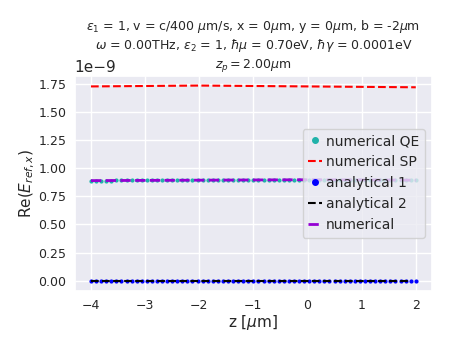 ε₁ = 1, v = c/400 μm/s, x = 0μm, y = 0μm, b = -2μm
ω = 0.00THz, ε₂ = 1, ℏμ = 0.70eV, ℏγ = 0.0001eV
z_p = 2.00μm
1e−9
1.75
1.50
1.25
1.00
0.75
0.50
0.25
0.00
Re(E_ref,x)
numerical QE
numerical SP
analytical 1
analytical 2
numerical
−4 −3 −2 −1 0 1 2
z [μm]